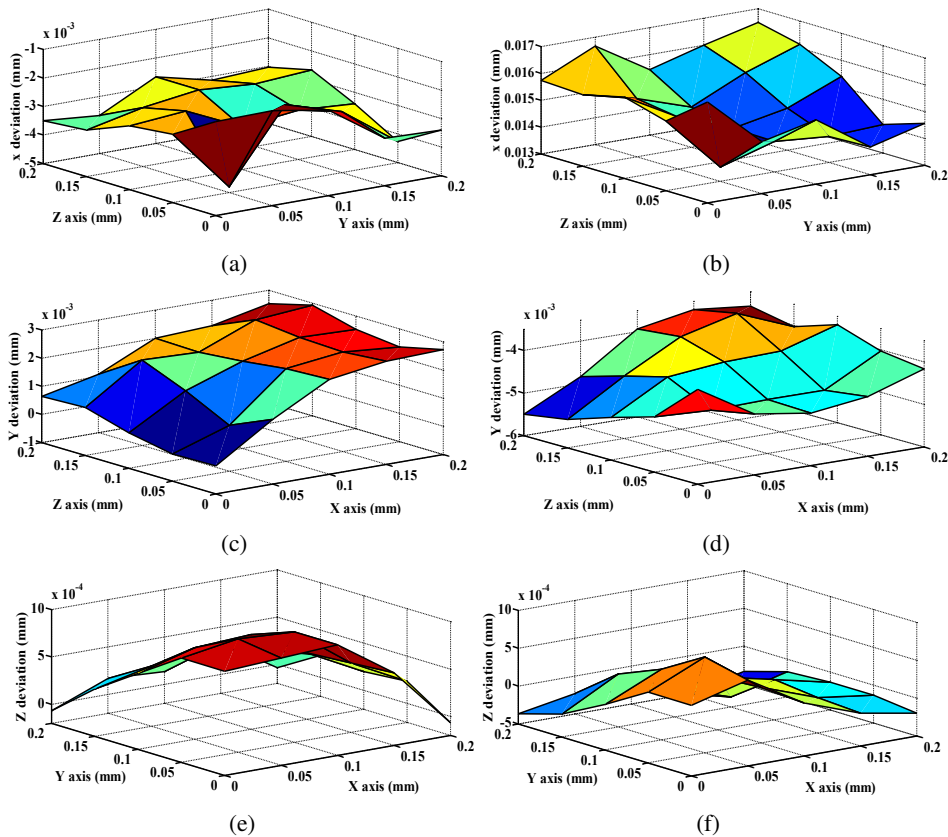 x 10⁻³
-1
-2
-3
-4
-5
x deviation (mm)
0.2
0.15
0.1
0.05
0
Z axis (mm)
0
0.05
0.1
0.15
0.2
Y axis (mm)
(a)
0.017
0.016
0.015
0.014
0.013
x deviation (mm)
0.2
0.15
0.1
0.05
0
Z axis (mm)
0
0.05
0.1
0.15
0.2
Y axis (mm)
(b)
x 10⁻³
3
2
1
0
-1
Y deviation (mm)
0.2
0.15
0.1
0.05
0
Z axis (mm)
0
0.05
0.1
0.15
0.2
X axis (mm)
(c)
x 10⁻³
-4
-5
-6
Y deviation (mm)
0.2
0.15
0.1
0.05
0
Z axis (mm)
0
0.05
0.1
0.15
0.2
X axis (mm)
(d)
x 10⁻⁴
10
5
0
Z deviation (mm)
0.2
0.15
0.1
0.05
0
Y axis (mm)
0
0.05
0.1
0.15
0.2
X axis (mm)
(e)
x 10⁻⁴
10
5
0
-5
Z deviation (mm)
0.2
0.15
0.1
0.05
0
Y axis (mm)
0
0.05
0.1
0.15
0.2
X axis (mm)
(f)